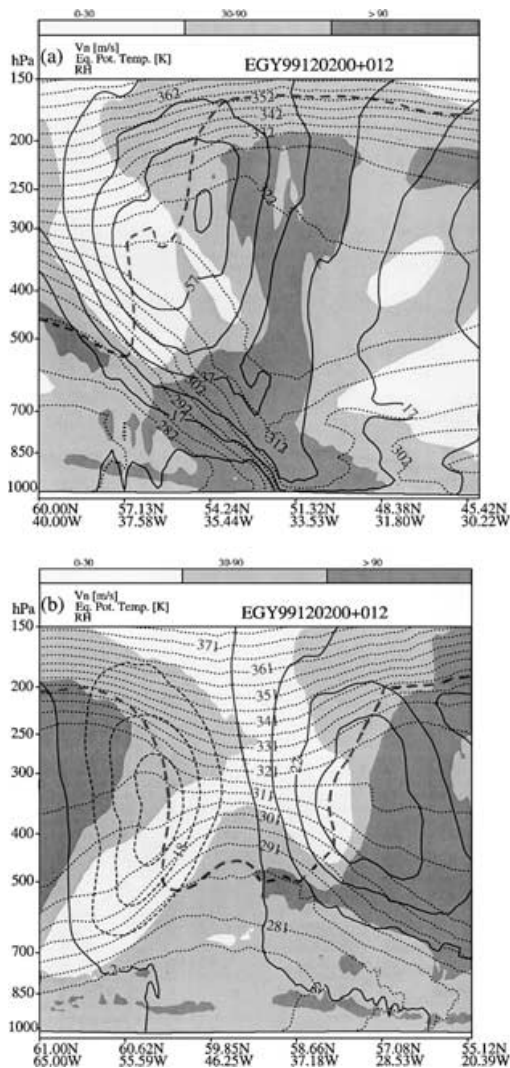 0-30 30-90 > 90
hPa (a) Vn [m/s]
Eq. Pot. Temp. [K]
RH
EGY99120200+012
150
200
250
300
400
500
700
850
1000
362
352
342
332
57
302
292
17
282
312
17
302
60.00N 57.13N 54.24N 51.32N 48.38N 45.42N
40.00W 37.58W 35.44W 33.53W 31.80W 30.22W
0-30 30-90 > 90
hPa (b) Vn [m/s]
Eq. Pot. Temp. [K]
RH
EGY99120200+012
150
200
250
300
400
500
700
850
1000
371
361
351
341
331
321
311
301
291
281
61.00N 60.62N 59.85N 58.66N 57.08N 55.12N
65.00W 55.59W 46.25W 37.18W 28.53W 20.39W